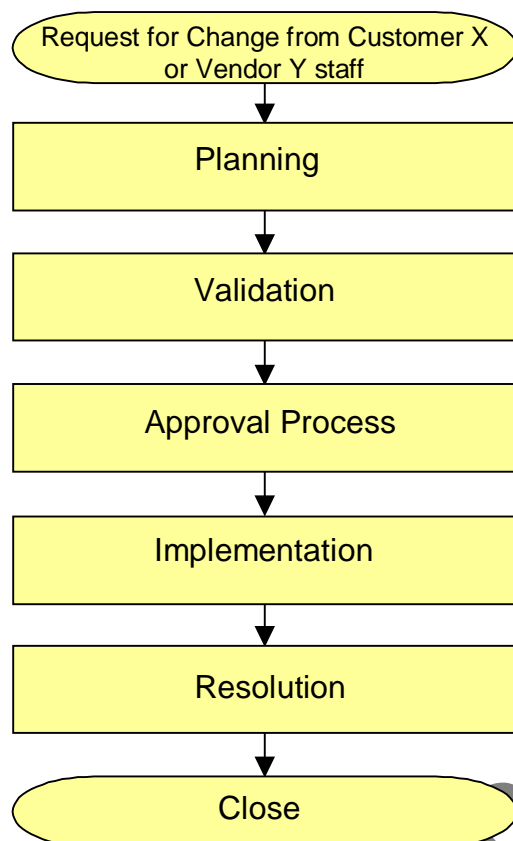 Request for Change from Customer X
or Vendor Y staff
Planning
Validation
Approval Process
Implementation
Resolution
Close